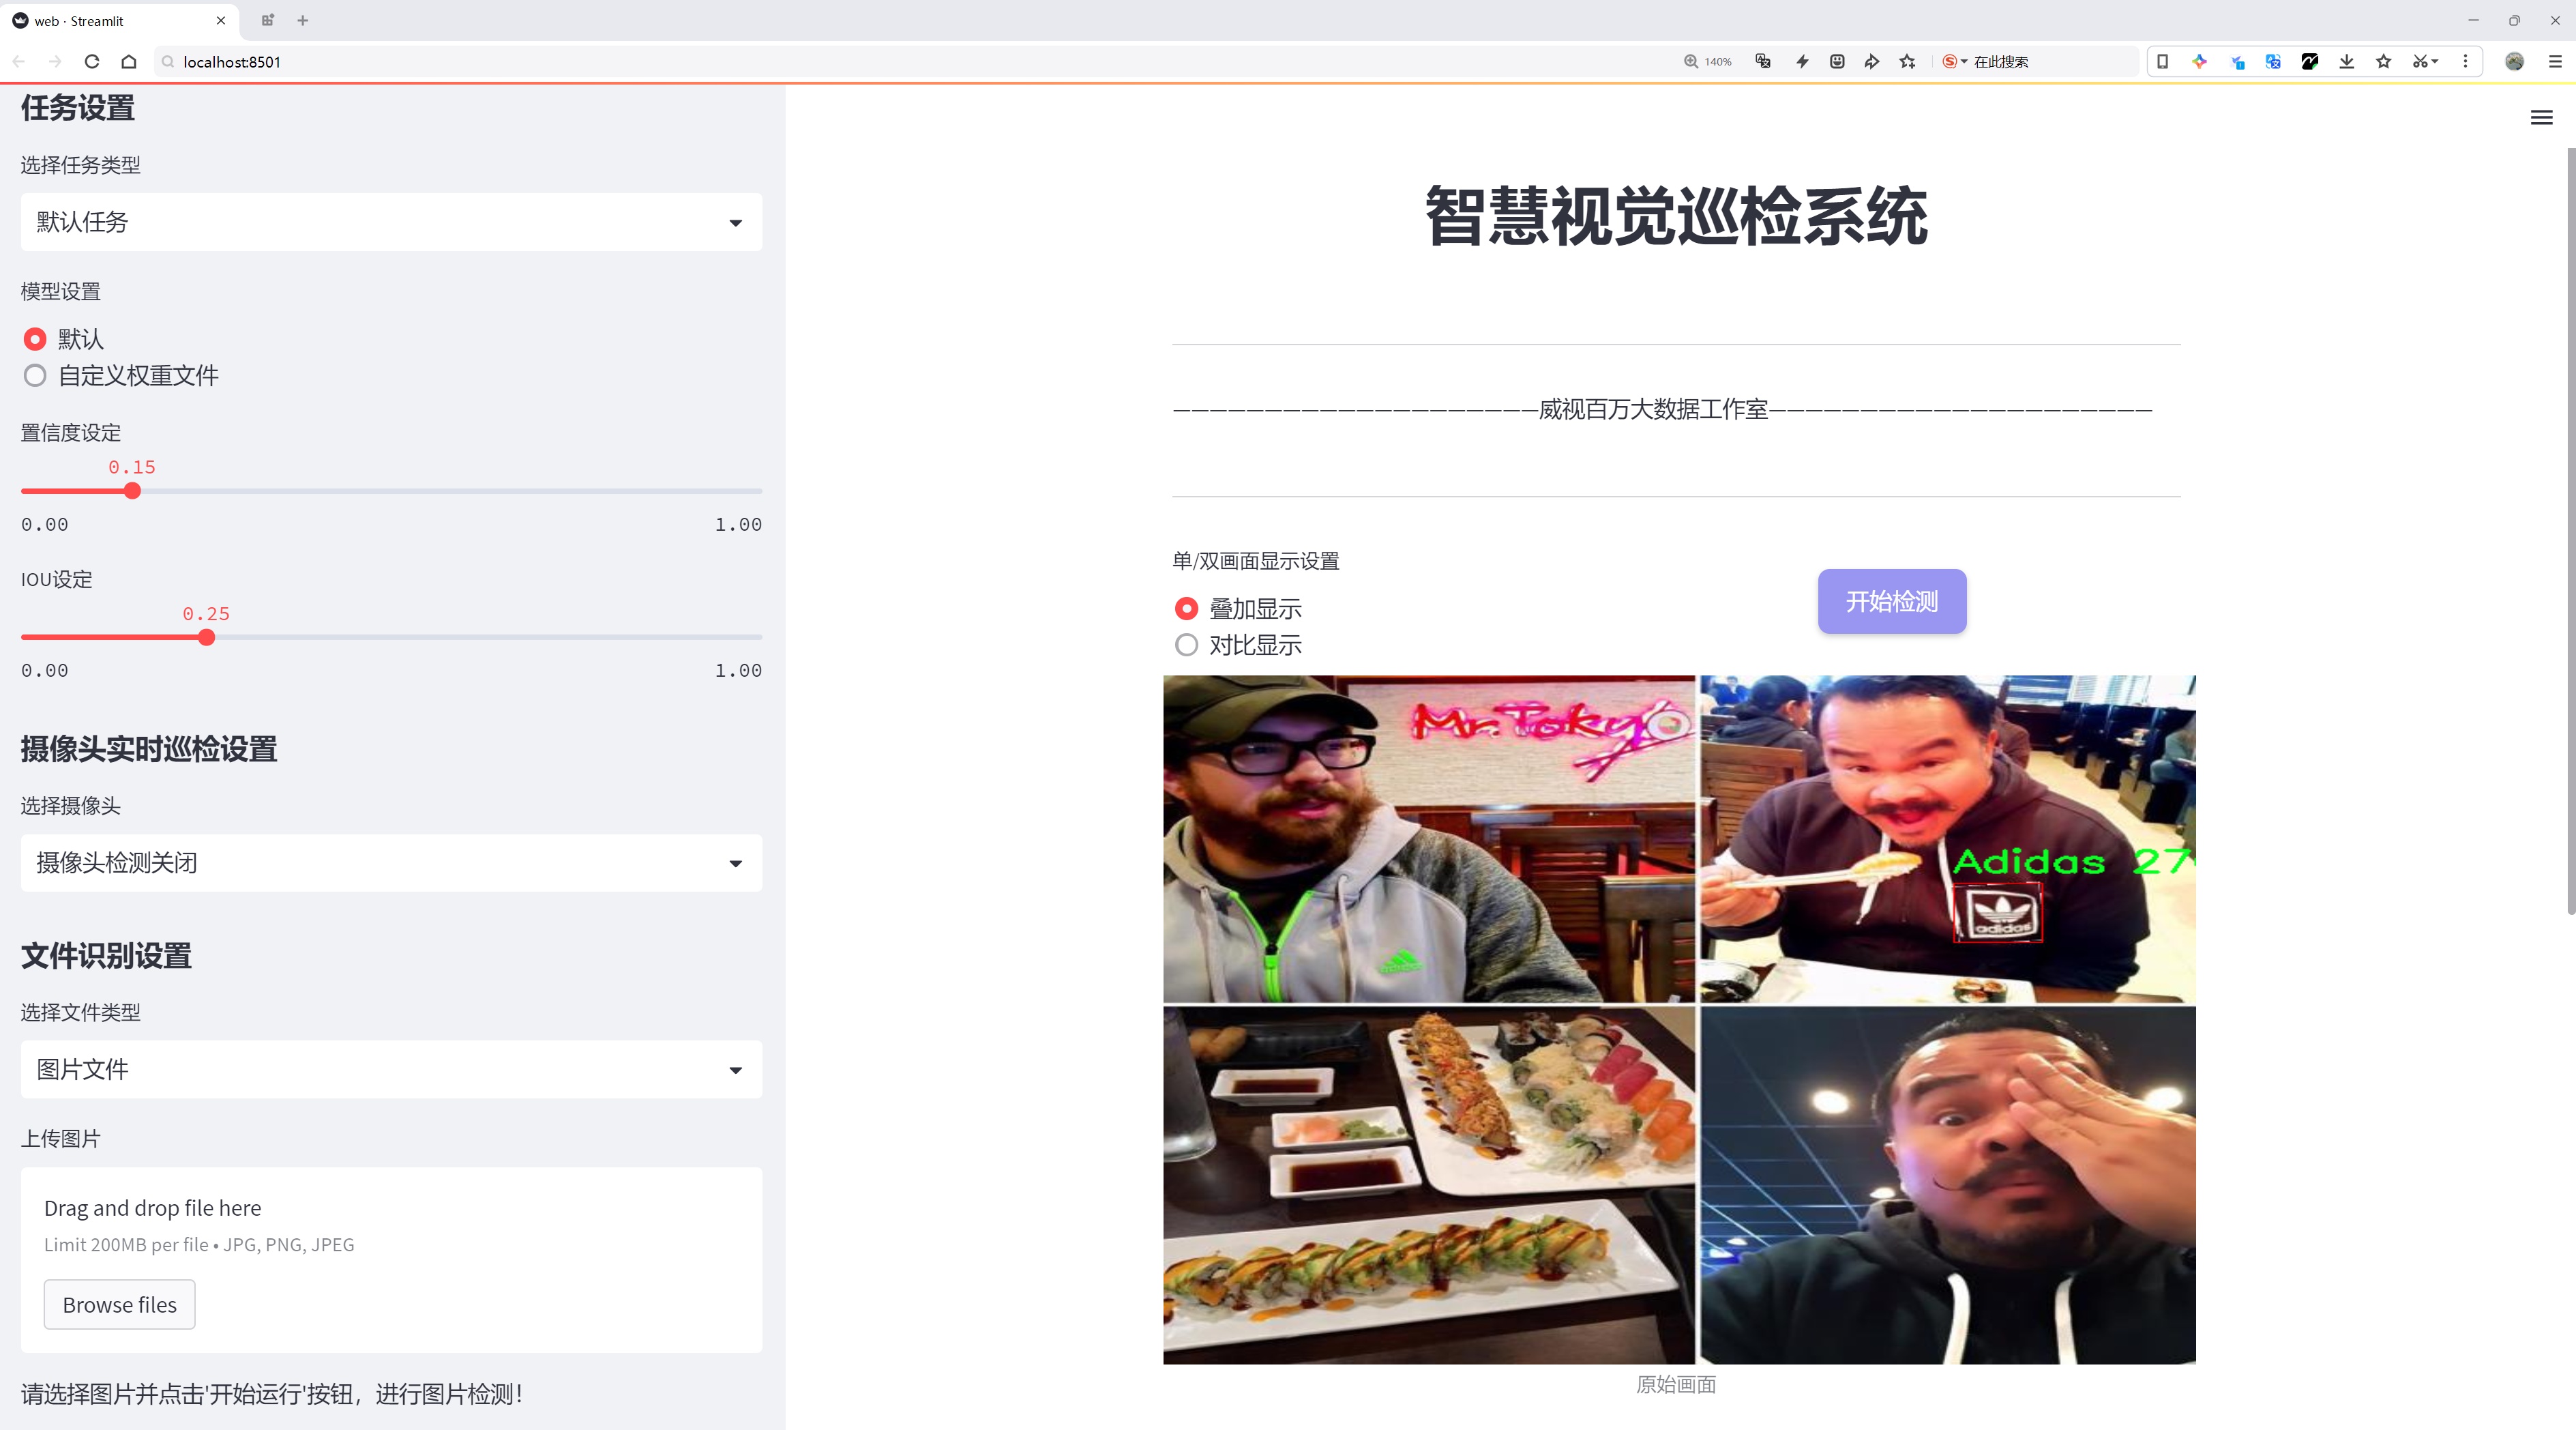 web · Streamlit
localhost:8501
140%
在此搜索
任务设置
选择任务类型
默认任务
模型设置
默认
自定义权重文件
置信度设定
0.15
0.00 1.00
IOU设定
0.25
0.00 1.00
摄像头实时巡检设置
选择摄像头
摄像头检测关闭
文件识别设置
选择文件类型
图片文件
上传图片
Drag and drop file here
Limit 200MB per file • JPG, PNG, JPEG
Browse files
请选择图片并点击'开始运行'按钮，进行图片检测！
智慧视觉巡检系统
————————————————————威视百万大数据工作室—————————————————————
单/双画面显示设置
叠加显示
对比显示
开始检测
Mr. Tokyo
Adidas 27
adidas
原始画面